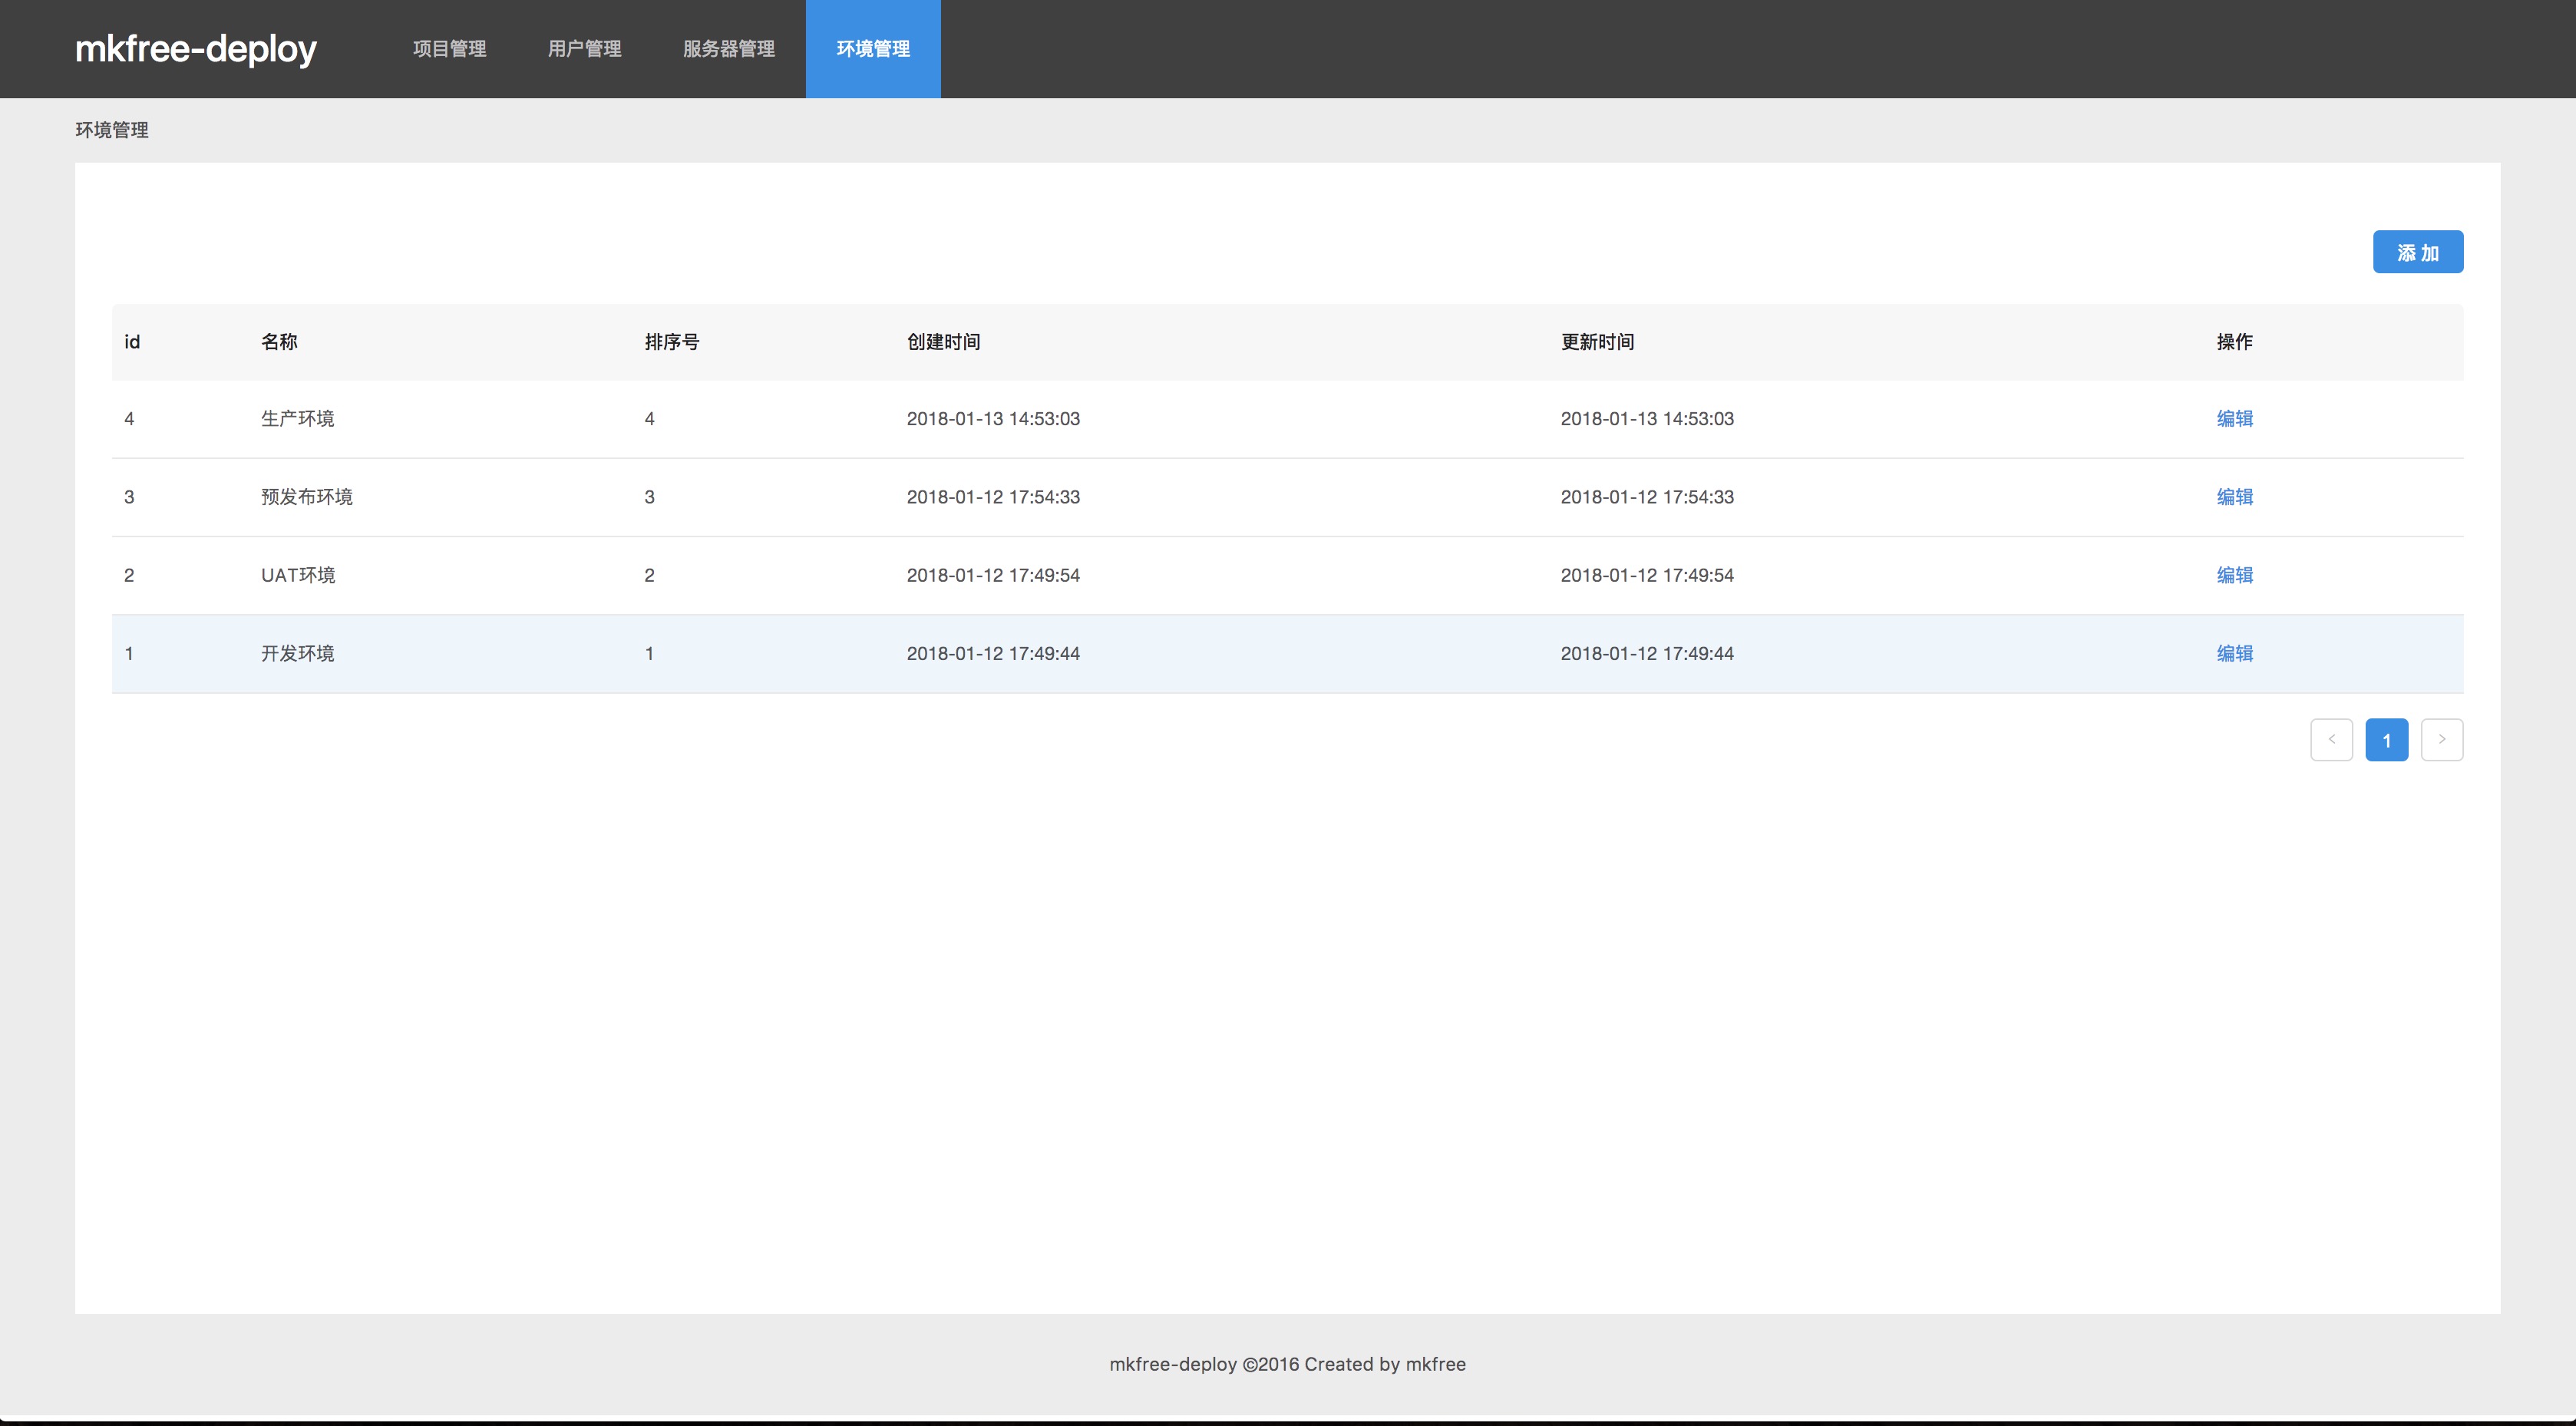 mkfree-deploy 项目管理 用户管理 服务器管理 环境管理
环境管理
添 加
id 名称 排序号 创建时间 更新时间 操作
4 生产环境 4 2018-01-13 14:53:03 2018-01-13 14:53:03 编辑
3 预发布环境 3 2018-01-12 17:54:33 2018-01-12 17:54:33 编辑
2 UAT环境 2 2018-01-12 17:49:54 2018-01-12 17:49:54 编辑
1 开发环境 1 2018-01-12 17:49:44 2018-01-12 17:49:44 编辑
< 1 >
mkfree-deploy ©2016 Created by mkfree